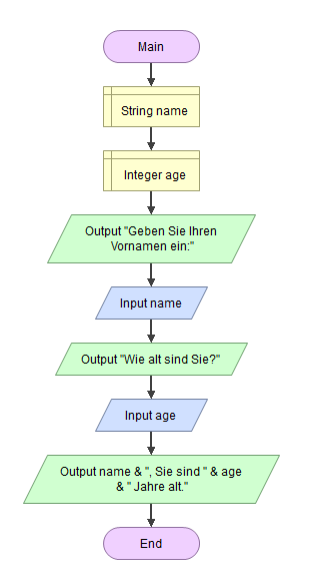 Main
String name
Integer age
Output "Geben Sie Ihren
Vornamen ein:"
Input name
Output "Wie alt sind Sie?"
Input age
Output name & ", Sie sind " & age
& " Jahre alt."
End